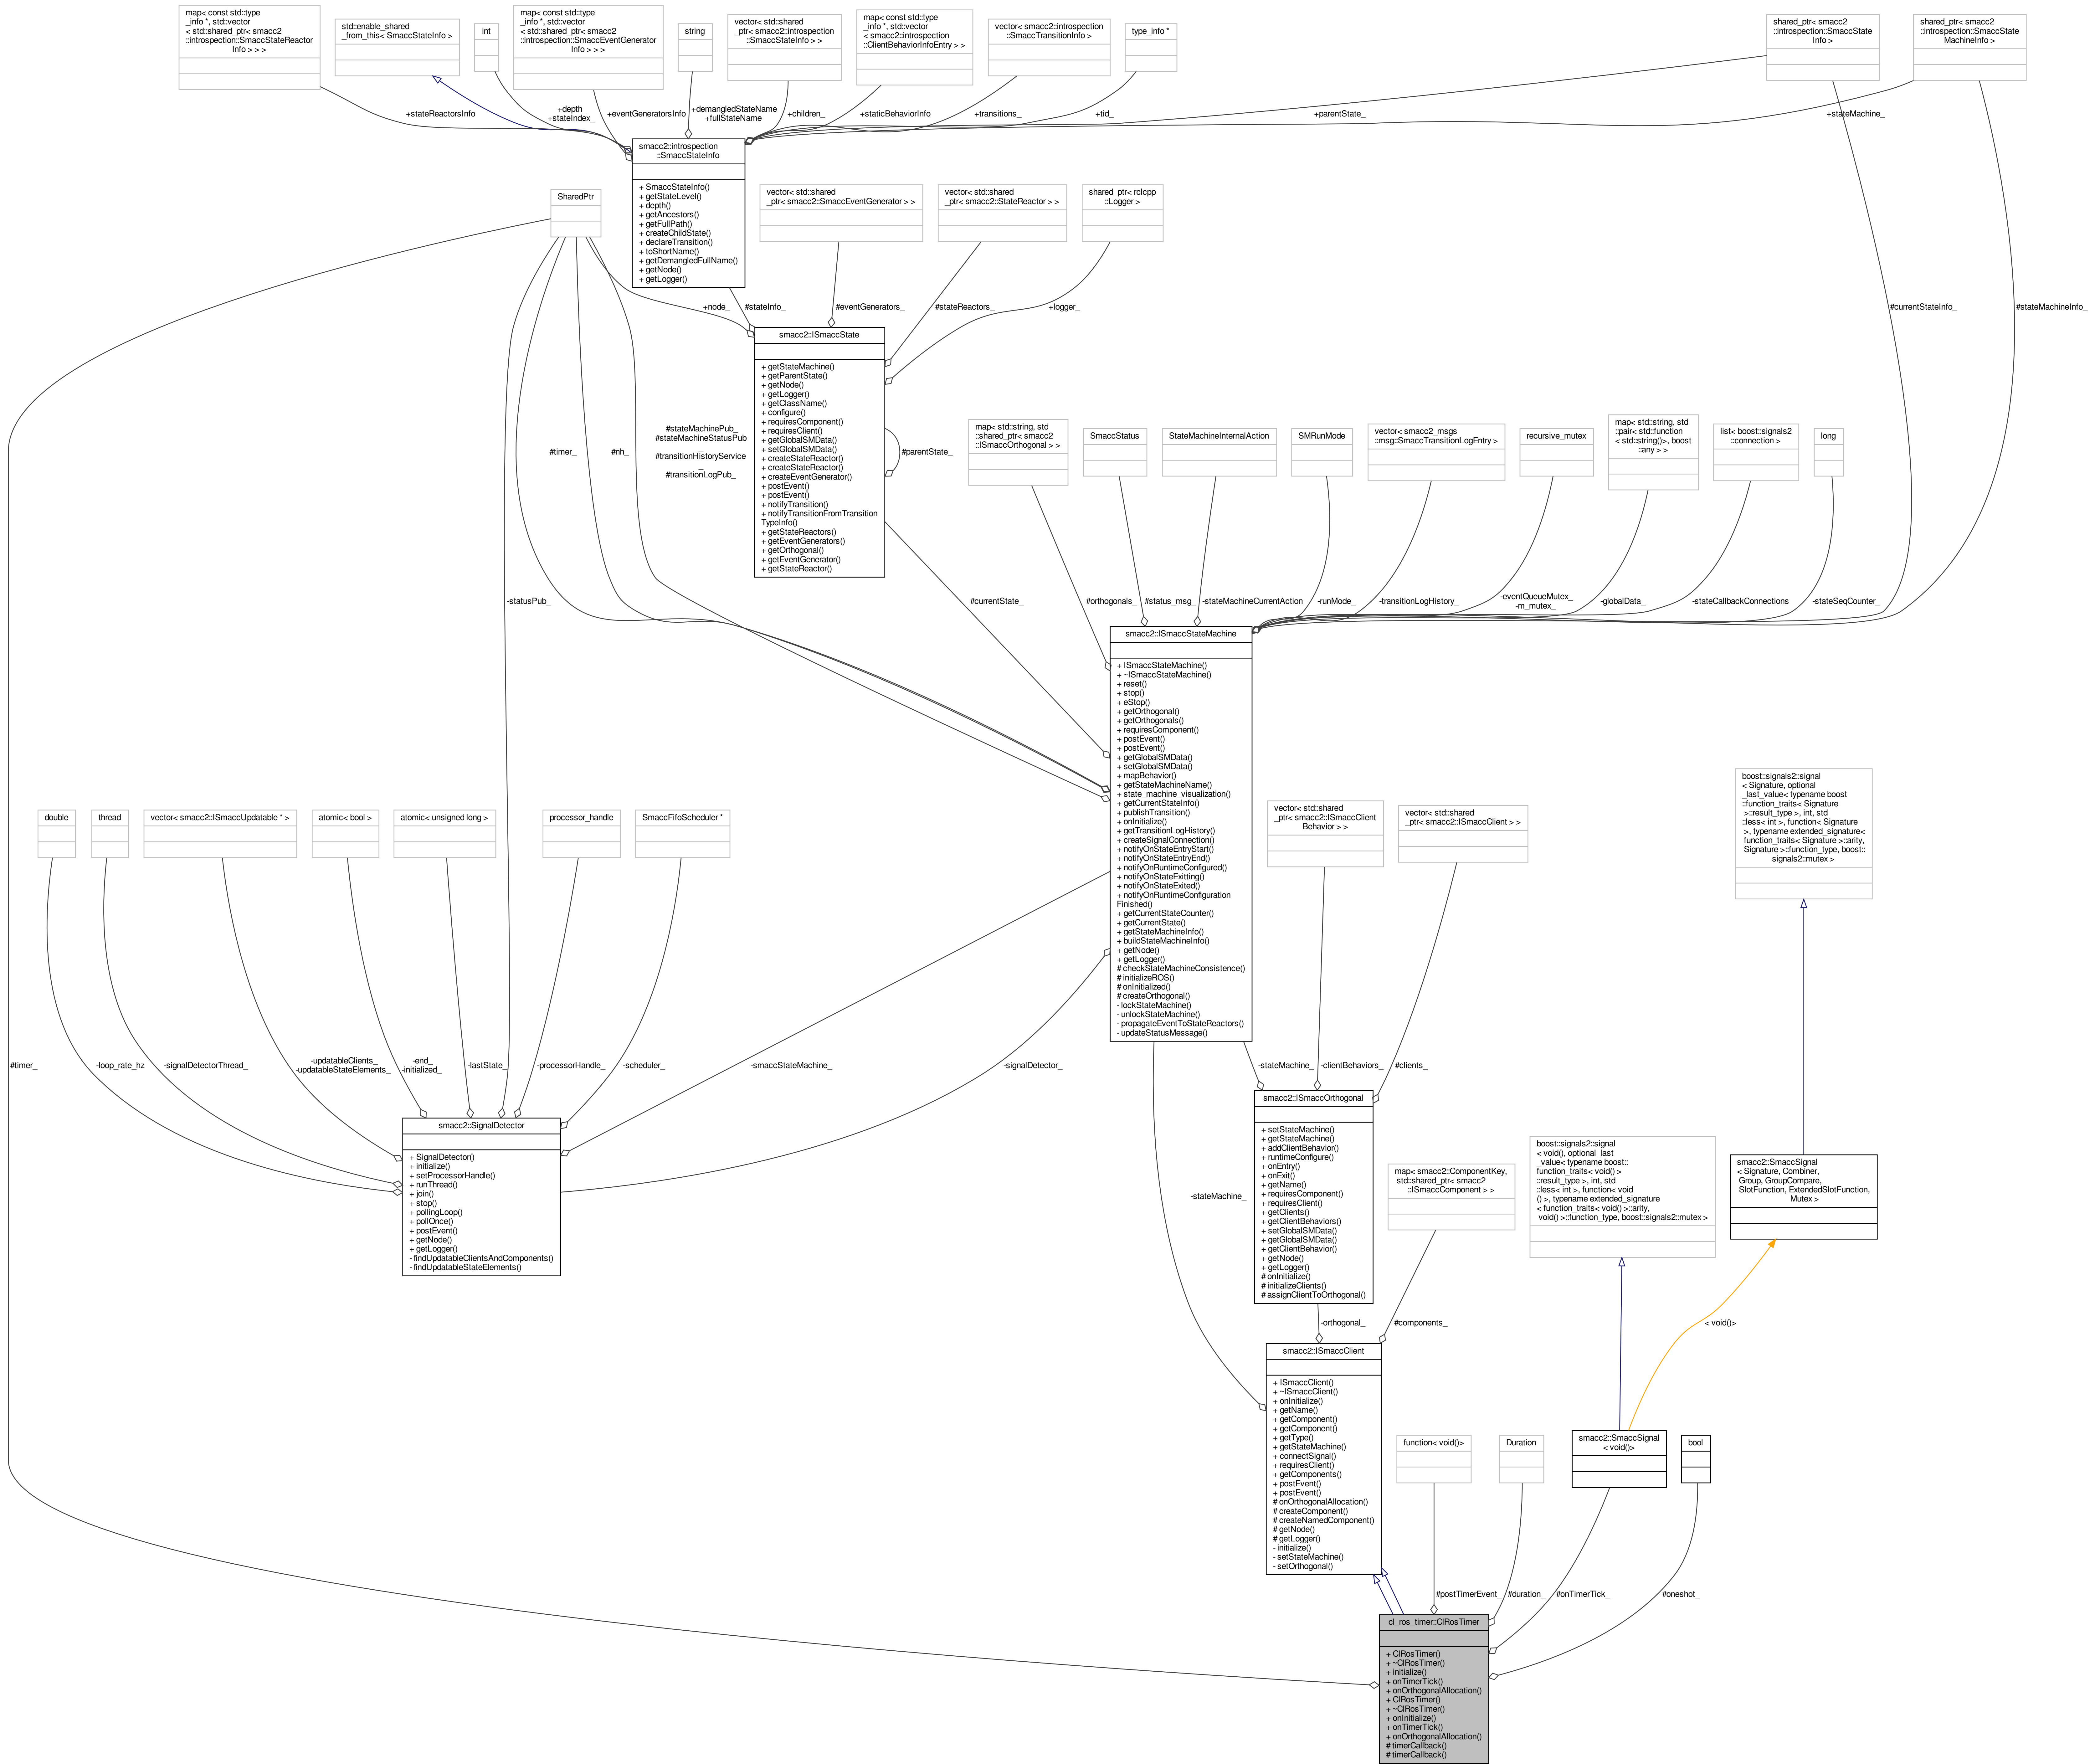 map< const std::type
_info *, std::vector
< std::shared_ptr< smacc2
::introspection::SmaccStateReactor
Info > > >
std::enable_shared
_from_this< SmaccStateInfo >
int
map< const std::type
_info *, std::vector
< std::shared_ptr< smacc2
::introspection::SmaccEventGenerator
Info > > >
string
vector< std::shared
_ptr< smacc2::introspection
::SmaccStateInfo > >
map< const std::type
_info *, std::vector
< smacc2::introspection
::ClientBehaviorInfoEntry > >
vector< smacc2::introspection
::SmaccTransitionInfo >
type_info *
shared_ptr< smacc2
::introspection::SmaccState
Info >
shared_ptr< smacc2
::introspection::SmaccState
MachineInfo >
+stateReactorsInfo
+depth_
+stateIndex_
+eventGeneratorsInfo
+demangledStateName
+fullStateName
+children_
+staticBehaviorInfo
+transitions_
+tid_
+parentState_
+stateMachine_
smacc2::introspection
::SmaccStateInfo
+ SmaccStateInfo()
+ getStateLevel()
+ depth()
+ getAncestors()
+ getFullPath()
+ createChildState()
+ declareTransition()
+ toShortName()
+ getDemangledFullName()
+ getNode()
+ getLogger()
SharedPtr
vector< std::shared
_ptr< smacc2::SmaccEventGenerator > >
vector< std::shared
_ptr< smacc2::StateReactor > >
shared_ptr< rclcpp
::Logger >
+node_
#stateInfo_
#eventGenerators_
#stateReactors_
+logger_
#currentStateInfo_
#stateMachineInfo_
smacc2::ISmaccState
+ getStateMachine()
+ getParentState()
+ getNode()
+ getLogger()
+ getClassName()
+ configure()
+ requiresComponent()
+ requiresClient()
+ getGlobalSMData()
+ setGlobalSMData()
+ createStateReactor()
+ createStateReactor()
+ createEventGenerator()
+ postEvent()
+ postEvent()
+ notifyTransition()
+ notifyTransitionFromTransition
TypeInfo()
+ getStateReactors()
+ getEventGenerators()
+ getOrthogonal()
+ getEventGenerator()
+ getStateReactor()
#parentState_
#timer_
#nh_
#stateMachinePub_
#stateMachineStatusPub
_
#transitionHistoryService
_
#transitionLogPub_
map< std::string, std
::shared_ptr< smacc2
::ISmaccOrthogonal > >
SmaccStatus
StateMachineInternalAction
SMRunMode
vector< smacc2_msgs
::msg::SmaccTransitionLogEntry >
recursive_mutex
map< std::string, std
::pair< std::function
< std::string()>, boost
::any > >
list< boost::signals2
::connection >
long
-statusPub_
#currentState_
#orthogonals_
#status_msg_
-stateMachineCurrentAction
-runMode_
-transitionLogHistory_
-eventQueueMutex_
-m_mutex_
-globalData_
-stateCallbackConnections
-stateSeqCounter_
smacc2::ISmaccStateMachine
+ ISmaccStateMachine()
+ ~ISmaccStateMachine()
+ reset()
+ stop()
+ eStop()
+ getOrthogonal()
+ getOrthogonals()
+ requiresComponent()
+ postEvent()
+ postEvent()
+ getGlobalSMData()
+ setGlobalSMData()
+ mapBehavior()
+ getStateMachineName()
+ state_machine_visualization()
+ getCurrentStateInfo()
+ publishTransition()
+ onInitialize()
+ getTransitionLogHistory()
+ createSignalConnection()
+ notifyOnStateEntryStart()
+ notifyOnStateEntryEnd()
+ notifyOnRuntimeConfigured()
+ notifyOnStateExitting()
+ notifyOnStateExited()
+ notifyOnRuntimeConfiguration
Finished()
+ getCurrentStateCounter()
+ getCurrentState()
+ getStateMachineInfo()
+ buildStateMachineInfo()
+ getNode()
+ getLogger()
# checkStateMachineConsistence()
# initializeROS()
# onInitialized()
# createOrthogonal()
- lockStateMachine()
- unlockStateMachine()
- propagateEventToStateReactors()
- updateStatusMessage()
double
thread
vector< smacc2::ISmaccUpdatable * >
atomic< bool >
atomic< unsigned long >
processor_handle
SmaccFifoScheduler *
vector< std::shared
_ptr< smacc2::ISmaccClient
Behavior > >
vector< std::shared
_ptr< smacc2::ISmaccClient > >
boost::signals2::signal
< Signature, optional
_last_value< typename boost
::function_traits< Signature
>::result_type >, int, std
::less< int >, function< Signature
>, typename extended_signature<
function_traits< Signature >::arity,
Signature >::function_type, boost::
signals2::mutex >
#timer_
-loop_rate_hz
-signalDetectorThread_
-updatableClients_
-updatableStateElements_
-end_
-initialized_
-lastState_
-processorHandle_
-scheduler_
-smaccStateMachine_
-signalDetector_
-stateMachine_
-clientBehaviors_
#clients_
smacc2::SignalDetector
+ SignalDetector()
+ initialize()
+ setProcessorHandle()
+ runThread()
+ join()
+ stop()
+ pollingLoop()
+ pollOnce()
+ postEvent()
+ getNode()
+ getLogger()
- findUpdatableClientsAndComponents()
- findUpdatableStateElements()
smacc2::ISmaccOrthogonal
+ setStateMachine()
+ getStateMachine()
+ addClientBehavior()
+ runtimeConfigure()
+ onEntry()
+ onExit()
+ getName()
+ requiresComponent()
+ requiresClient()
+ getClients()
+ getClientBehaviors()
+ setGlobalSMData()
+ getGlobalSMData()
+ getClientBehavior()
+ getNode()
+ getLogger()
# onInitialize()
# initializeClients()
# assignClientToOrthogonal()
map< smacc2::ComponentKey,
std::shared_ptr< smacc2
::ISmaccComponent > >
boost::signals2::signal
< void(), optional_last
_value< typename boost::
function_traits< void()
>::result_type >, int, std
::less< int >, function< void
() >, typename extended_signature
< function_traits< void() >::arity,
void() >::function_type, boost::signals2::mutex >
smacc2::SmaccSignal
< Signature, Combiner,
Group, GroupCompare,
SlotFunction, ExtendedSlotFunction,
Mutex >
-stateMachine_
-orthogonal_
#components_
< void()>
smacc2::ISmaccClient
+ ISmaccClient()
+ ~ISmaccClient()
+ onInitialize()
+ getName()
+ getComponent()
+ getComponent()
+ getType()
+ getStateMachine()
+ connectSignal()
+ requiresClient()
+ getComponents()
+ postEvent()
+ postEvent()
# onOrthogonalAllocation()
# createComponent()
# createNamedComponent()
# getNode()
# getLogger()
- initialize()
- setStateMachine()
- setOrthogonal()
function< void()>
Duration
smacc2::SmaccSignal
< void()>
bool
#postTimerEvent_
#duration_
#onTimerTick_
#oneshot_
cl_ros_timer::ClRosTimer
+ ClRosTimer()
+ ~ClRosTimer()
+ initialize()
+ onTimerTick()
+ onOrthogonalAllocation()
+ ClRosTimer()
+ ~ClRosTimer()
+ onInitialize()
+ onTimerTick()
+ onOrthogonalAllocation()
# timerCallback()
# timerCallback()